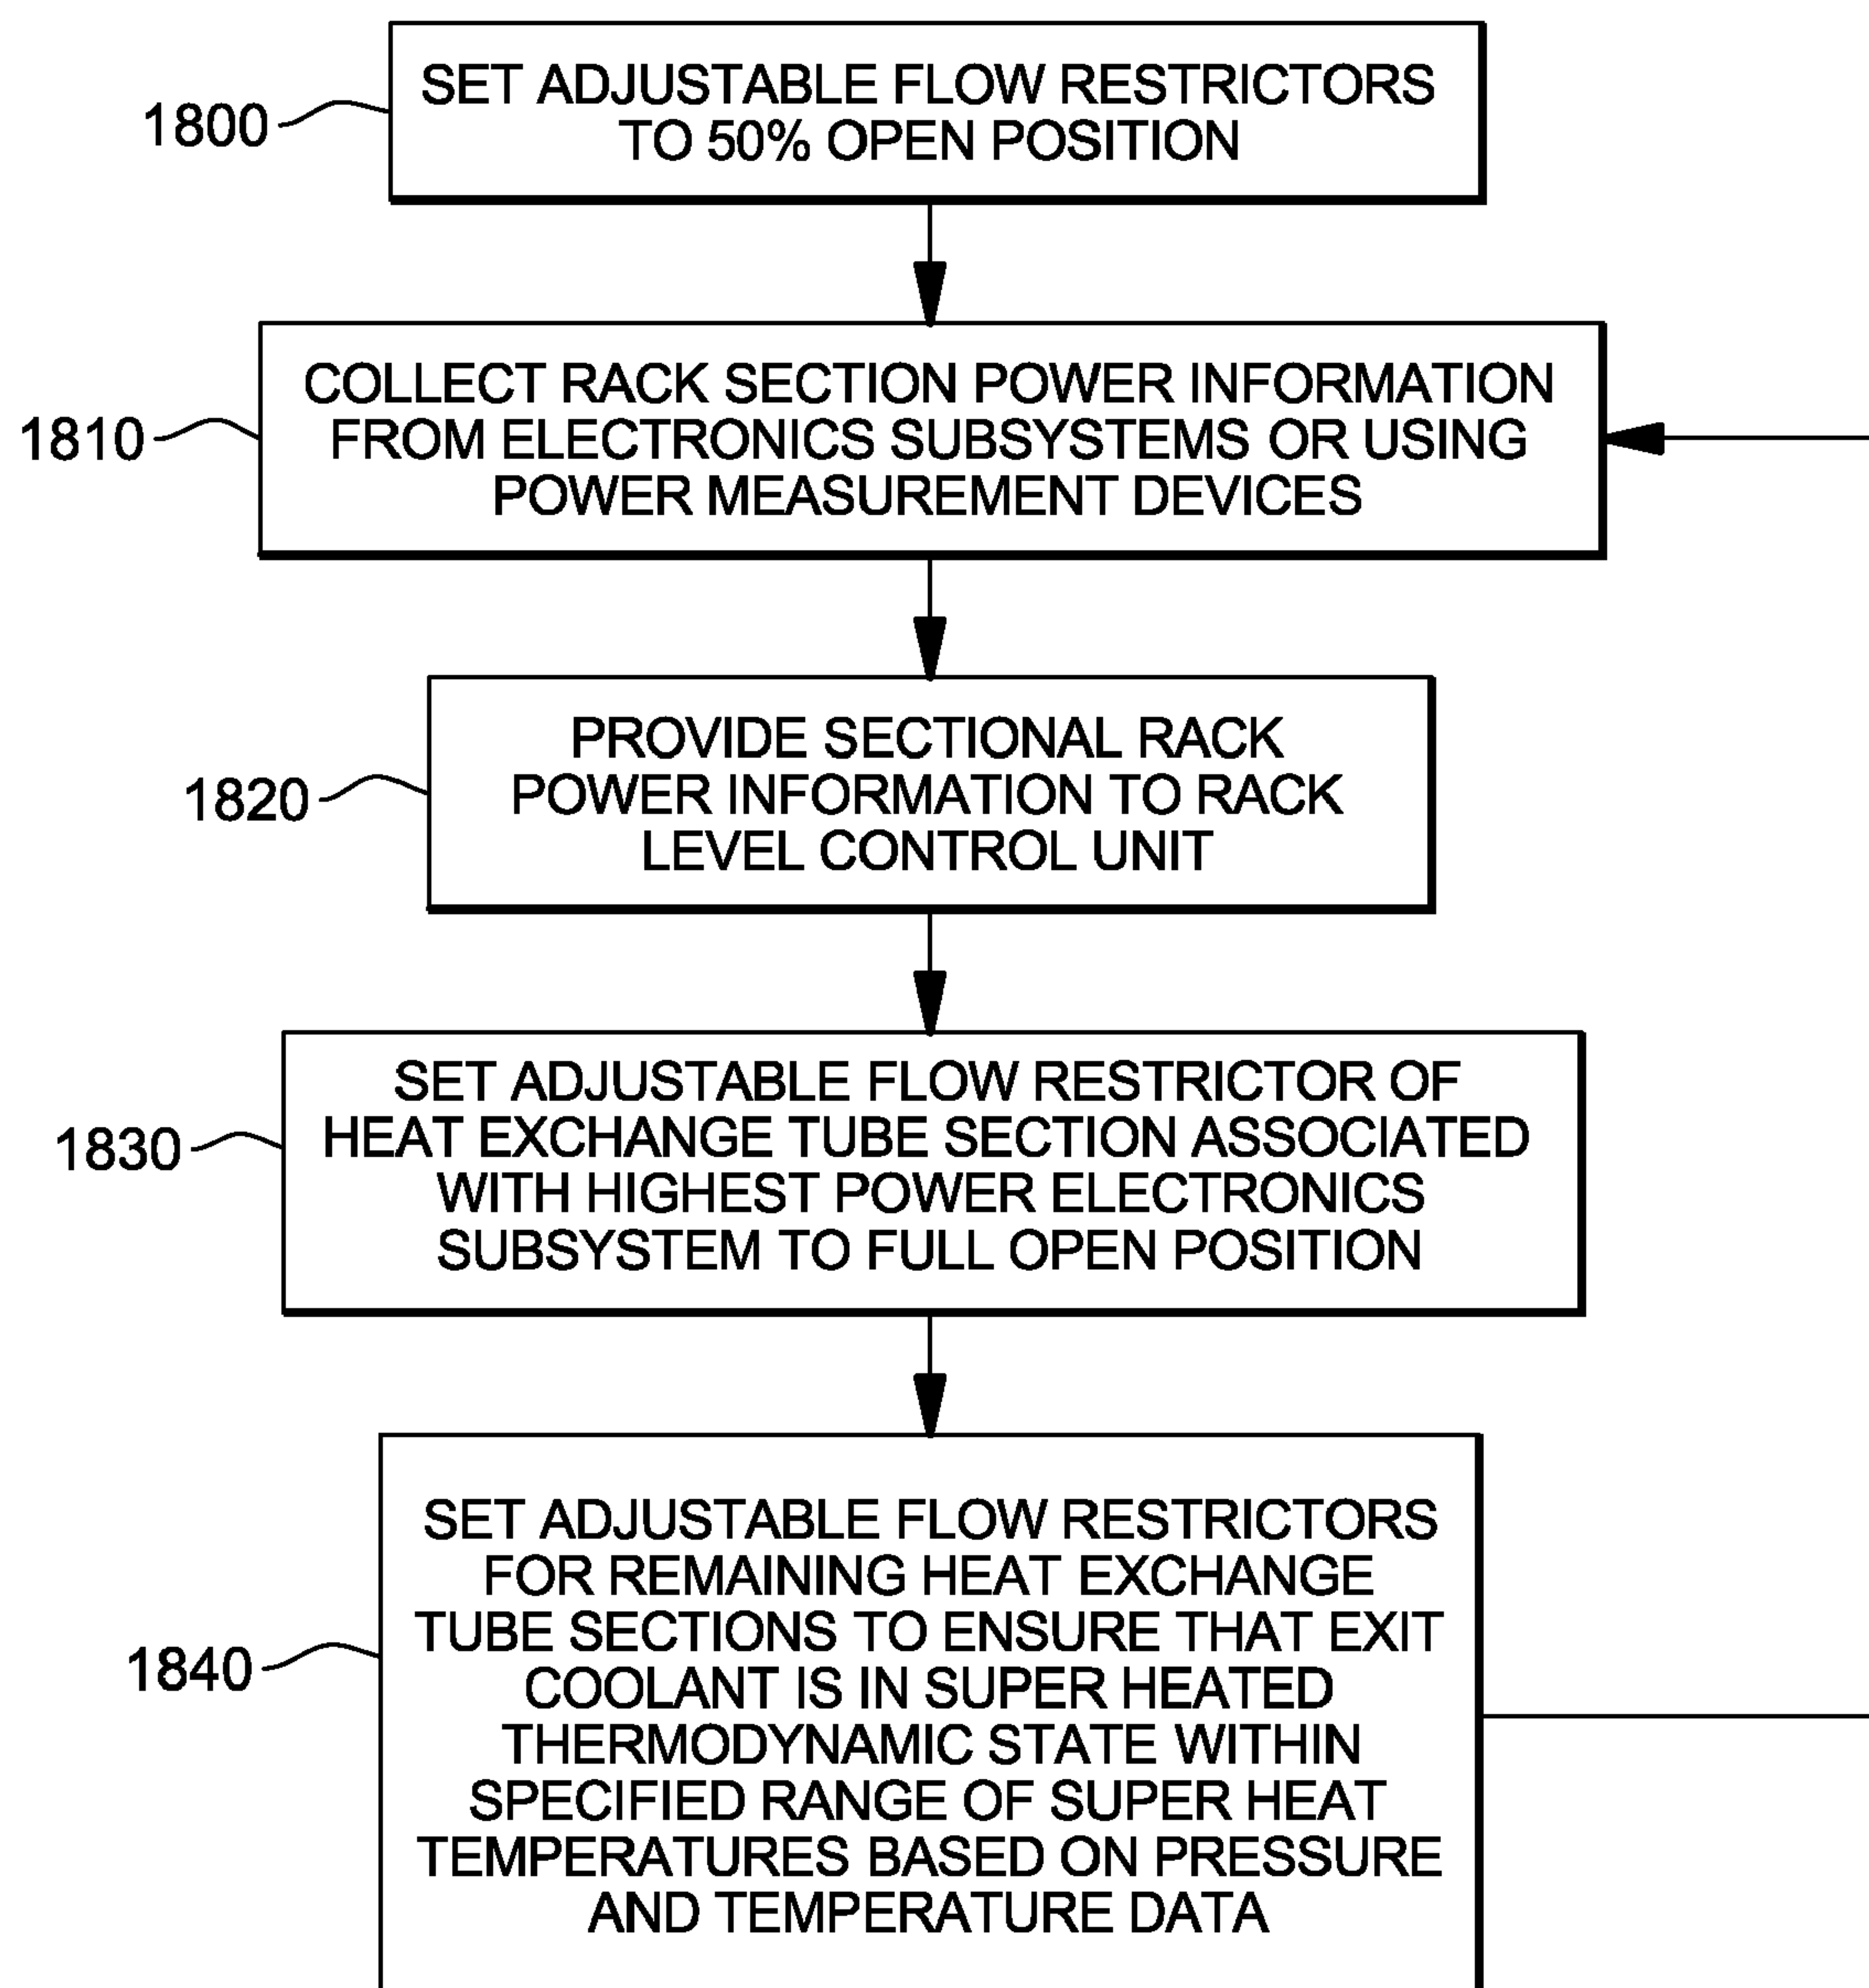 SET ADJUSTABLE FLOW RESTRICTORS
TO 50% OPEN POSITION
1800
COLLECT RACK SECTION POWER INFORMATION
FROM ELECTRONICS SUBSYSTEMS OR USING
POWER MEASUREMENT DEVICES
1810
PROVIDE SECTIONAL RACK
POWER INFORMATION TO RACK
LEVEL CONTROL UNIT
1820
SET ADJUSTABLE FLOW RESTRICTOR OF
HEAT EXCHANGE TUBE SECTION ASSOCIATED
WITH HIGHEST POWER ELECTRONICS
SUBSYSTEM TO FULL OPEN POSITION
1830
SET ADJUSTABLE FLOW RESTRICTORS
FOR REMAINING HEAT EXCHANGE
TUBE SECTIONS TO ENSURE THAT EXIT
COOLANT IS IN SUPER HEATED
THERMODYNAMIC STATE WITHIN
SPECIFIED RANGE OF SUPER HEAT
TEMPERATURES BASED ON PRESSURE
AND TEMPERATURE DATA
1840